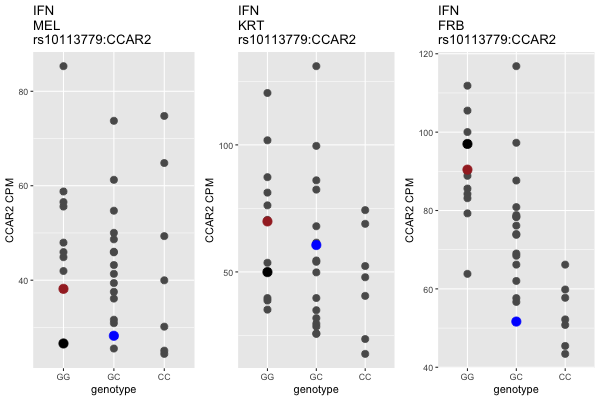 IFN
MEL
rs10113779:CCAR2
CCAR2 CPM
80
60
40
GG
GC
CC
genotype
IFN
KRT
rs10113779:CCAR2
CCAR2 CPM
100
50
GG
GC
CC
genotype
IFN
FRB
rs10113779:CCAR2
CCAR2 CPM
120
100
80
60
40
GG
GC
CC
genotype